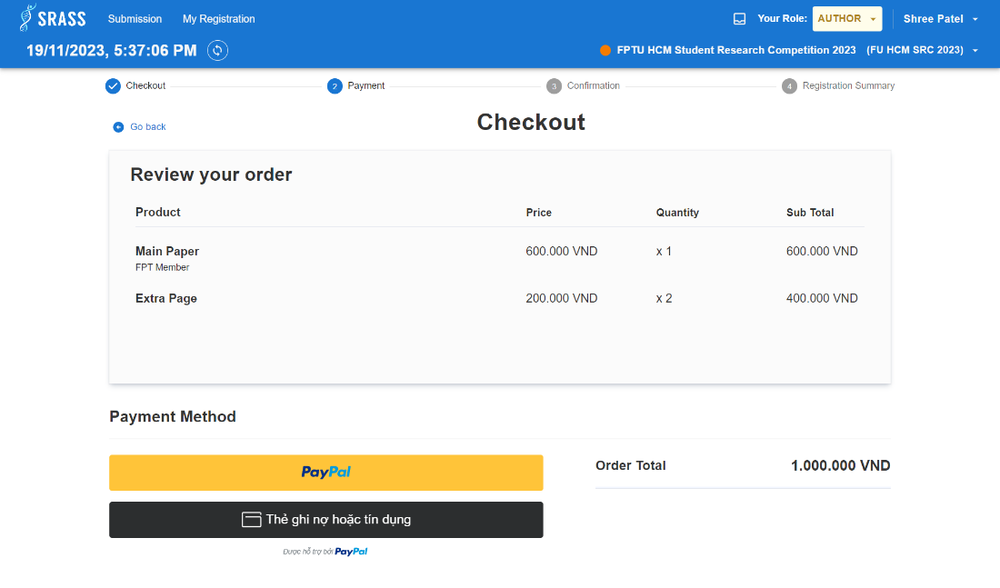 SRASS Submission My Registration Your Role: AUTHOR Shree Patel
19/11/2023, 5:37:06 PM FPTU HCM Student Research Competition 2023 (FU HCM SRC 2023)
Checkout 2 Payment 3 Confirmation 4 Registration Summary
Go back
Checkout
Review your order
Product Price Quantity Sub Total
Main Paper 600.000 VND x 1 600.000 VND
FPT Member
Extra Page 200.000 VND x 2 400.000 VND
Payment Method
PayPal
Order Total 1.000.000 VND
Thẻ ghi nợ hoặc tín dụng
Được hỗ trợ bởi PayPal